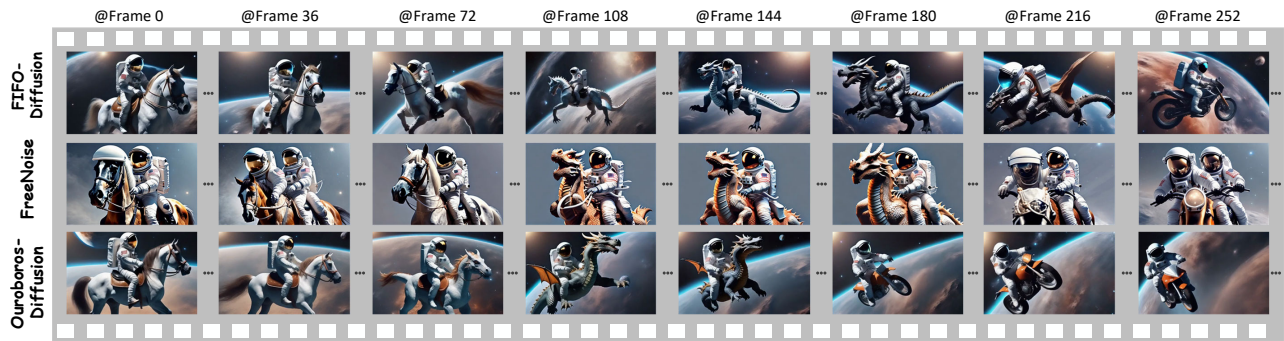 @Frame 0 @Frame 36 @Frame 72 @Frame 108 @Frame 144 @Frame 180 @Frame 216 @Frame 252
FIFO-
Diffusion
FreeNoise
Ouroboros-
Diffusion